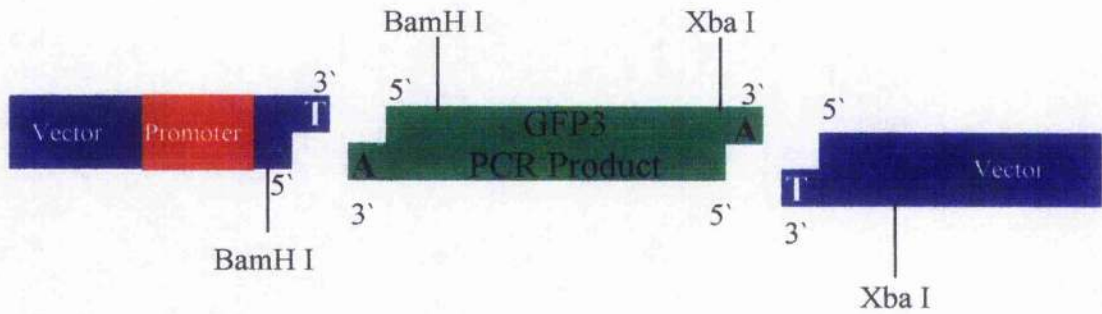 BamH I
Xba I
3`
5`
3`
5`
Vector
Promoter
T
GFP3
A
A
PCR Product
T
Vector
5`
3`
5`
3`
BamH I
Xba I